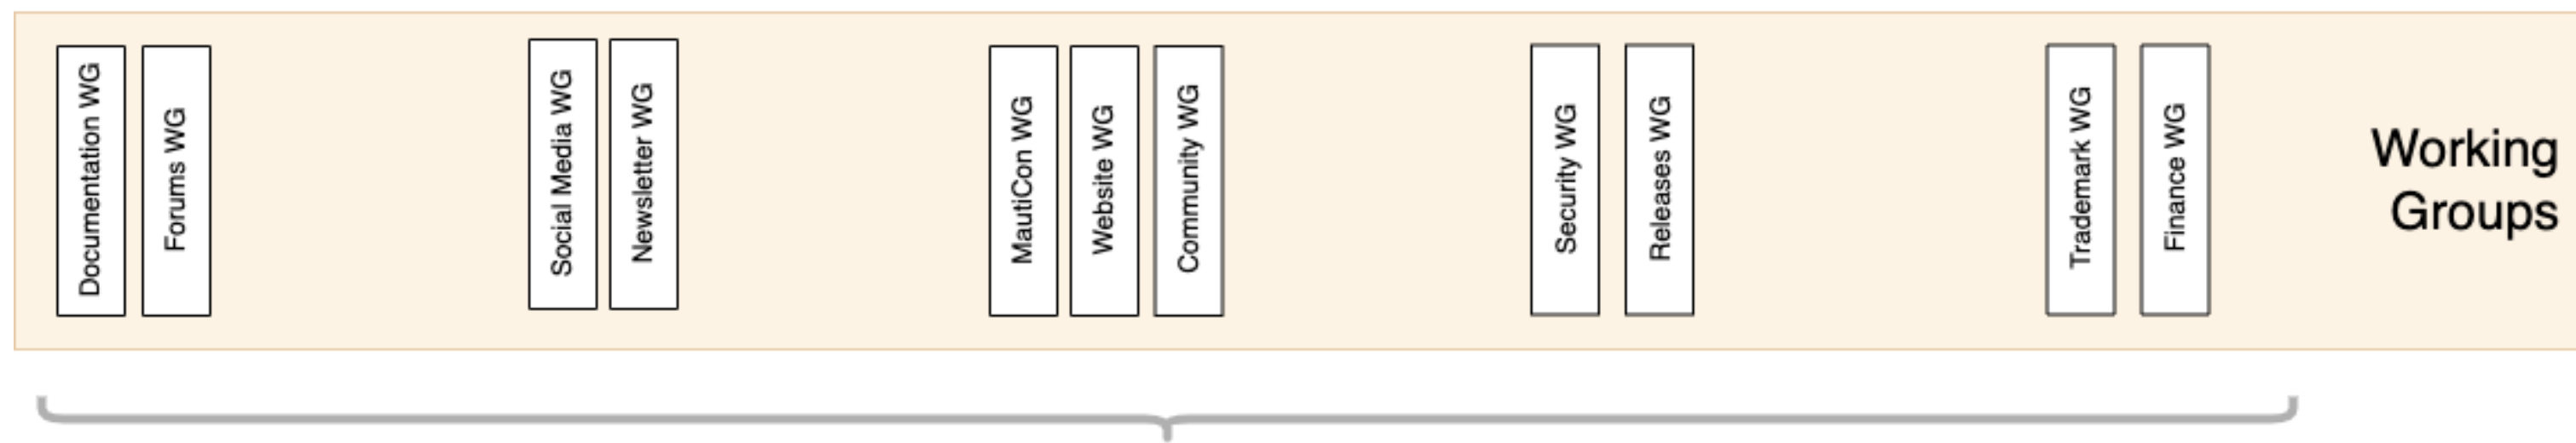 Documentation WG
Forums WG
Social Media WG
Newsletter WG
MautiCon WG
Website WG
Community WG
Security WG
Releases WG
Trademark WG
Finance WG
Working
Groups